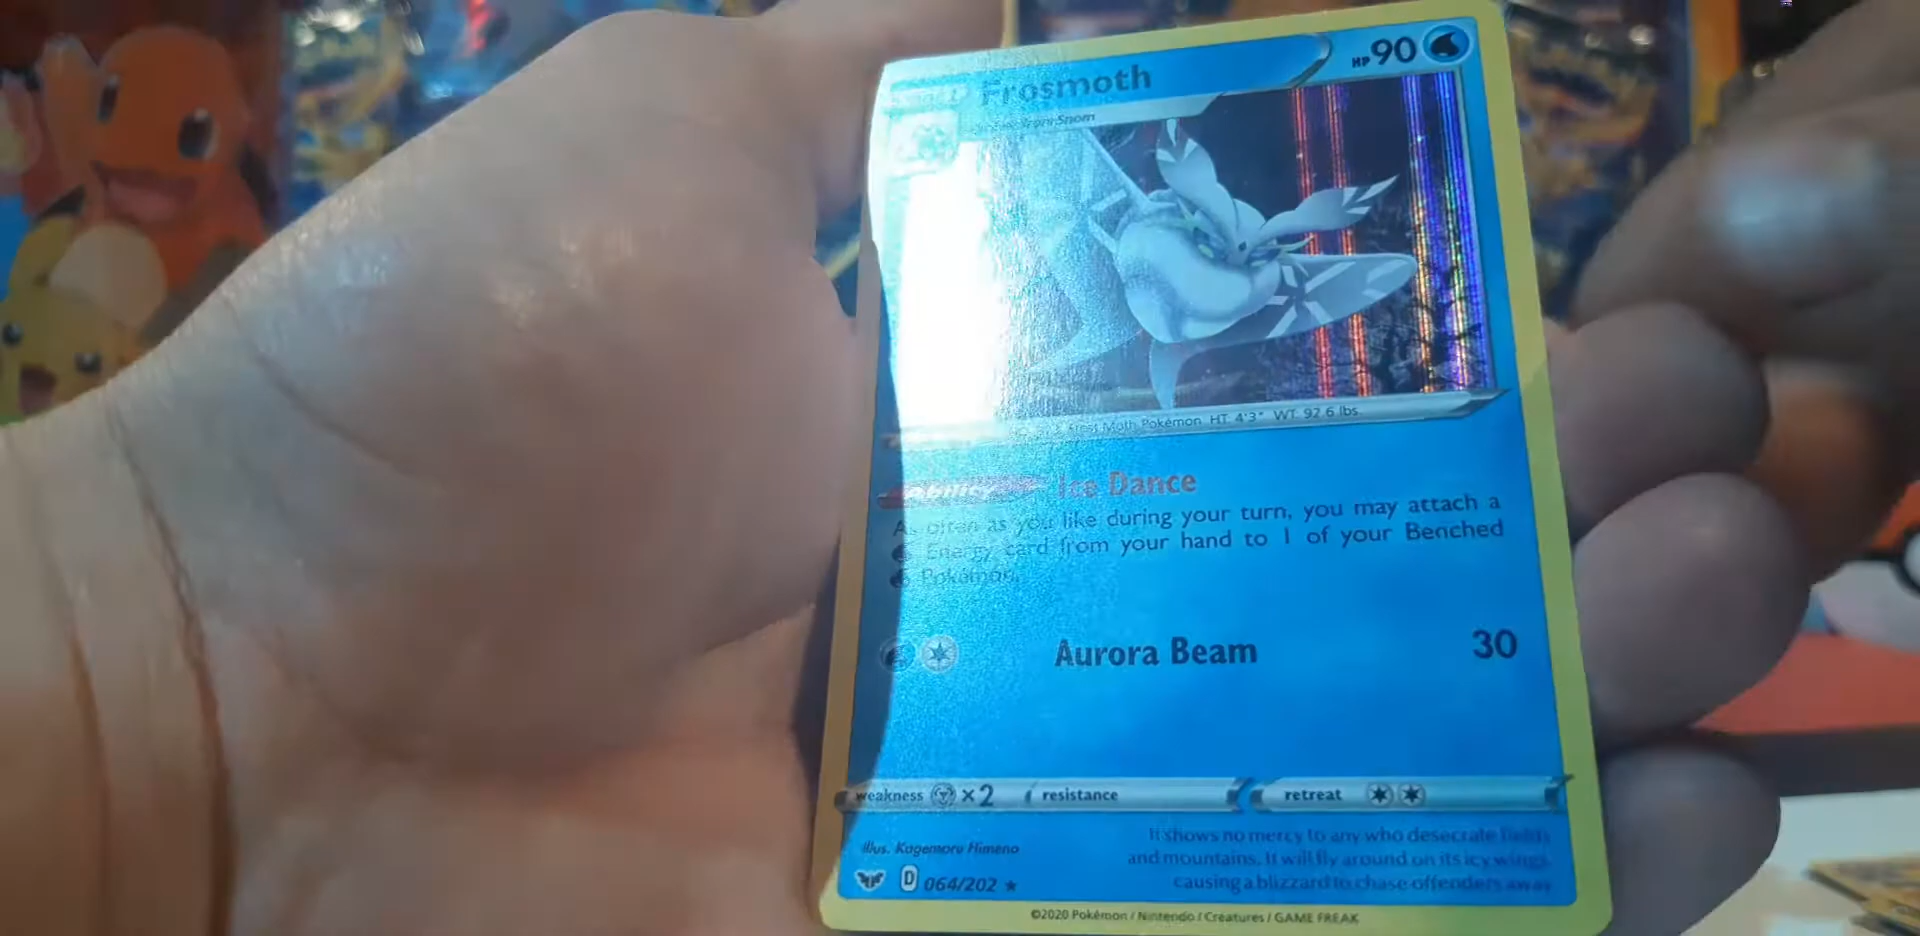 Frosmoth
HP 90
Snom
Frost Moth Pokémon HT 4'3" WT 92.6 lbs.
Ability Ice Dance
As often as you like during your turn, you may attach a
Energy card from your hand to 1 of your Benched
Pokémon.
Aurora Beam 30
weakness ×2 resistance retreat
Illus. Kagemaru Himeno
It shows no mercy to any who desecrate fields
and mountains. It will fly around on its icy wings,
causing a blizzard to chase offenders away.
D 064/202 ★
©2020 Pokémon / Nintendo / Creatures / GAME FREAK